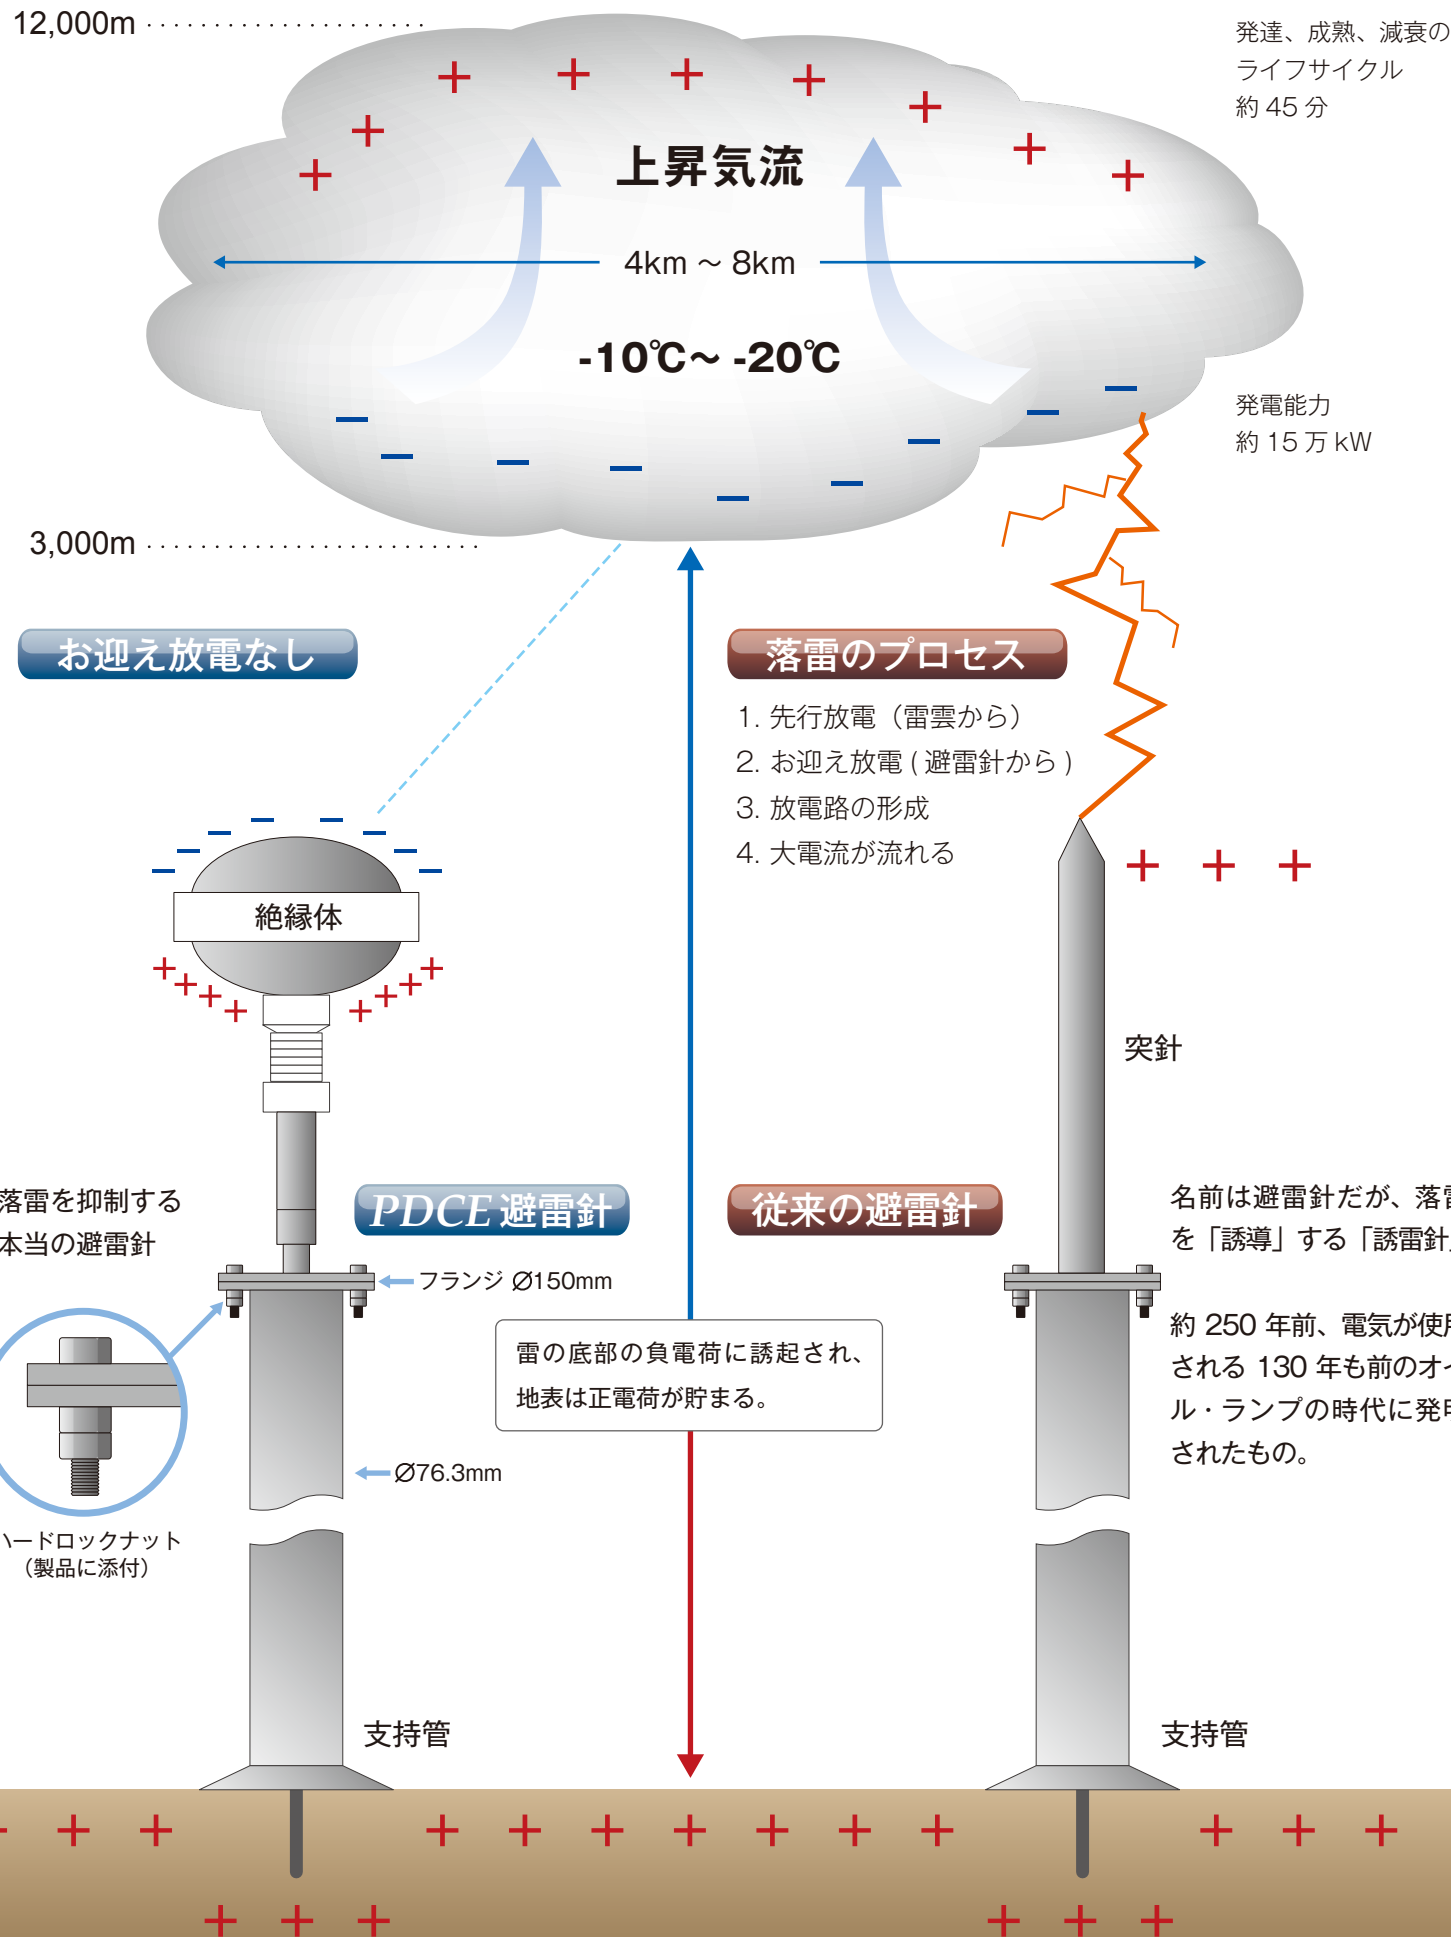 12,000m
発達、成熟、減衰の
ライフサイクル
約 45 分
上昇気流
4km ～ 8km
-10℃～ -20℃
発電能力
約 15 万 kW
3,000m
お迎え放電なし
落雷のプロセス
1. 先行放電（雷雲から）
2. お迎え放電 ( 避雷針から )
3. 放電路の形成
4. 大電流が流れる
絶縁体
突針
落雷を抑制する
本当の避雷針
PDCE 避雷針
従来の避雷針
名前は避雷針だが、落雷
を「誘導」する「誘雷針」
フランジ Ø150mm
約 250 年前、電気が使用
される 130 年も前のオイ
ル・ランプの時代に発明
されたもの。
雷の底部の負電荷に誘起され、
地表は正電荷が貯まる。
Ø76.3mm
ハードロックナット
（製品に添付）
支持管
支持管